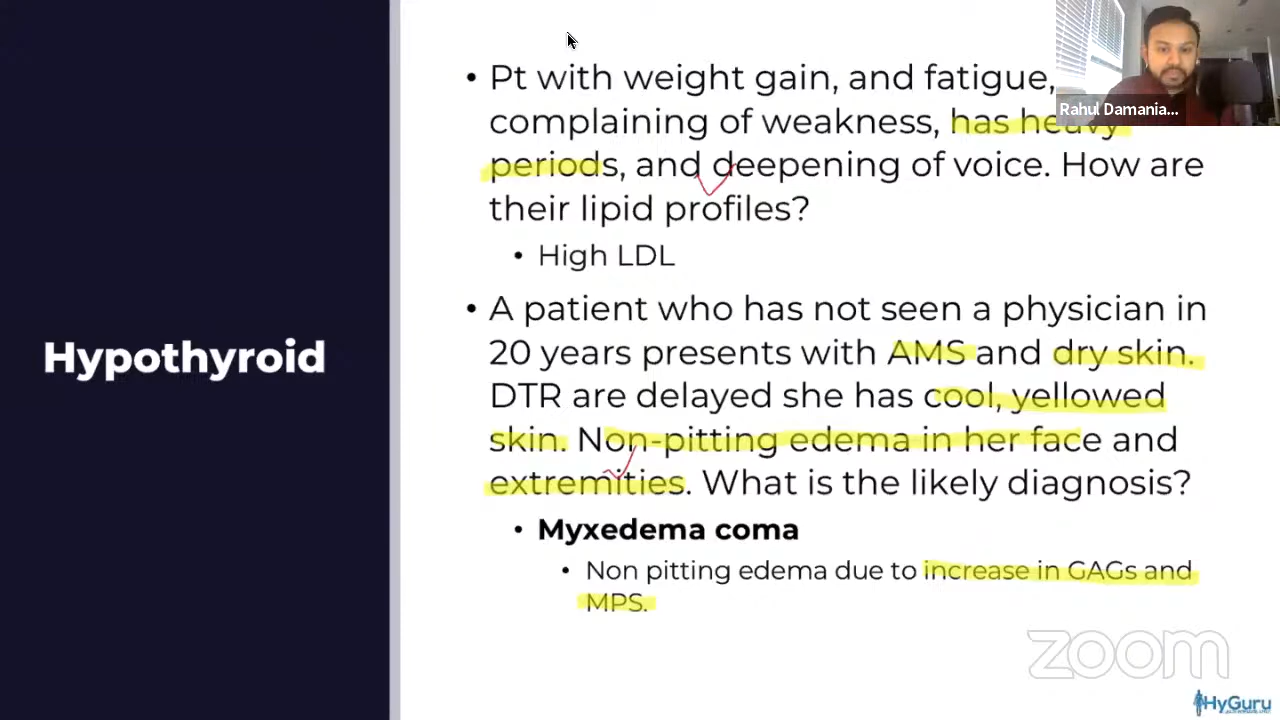 Rahul Damania...
Hypothyroid
• Pt with weight gain, and fatigue,
complaining of weakness, has heavy
periods, and deepening of voice. How are
their lipid profiles?
• High LDL
• A patient who has not seen a physician in
20 years presents with AMS and dry skin.
DTR are delayed she has cool, yellowed
skin. Non-pitting edema in her face and
extremities. What is the likely diagnosis?
• Myxedema coma
• Non pitting edema due to increase in GAGs and
MPS.
zoom
HyGuru